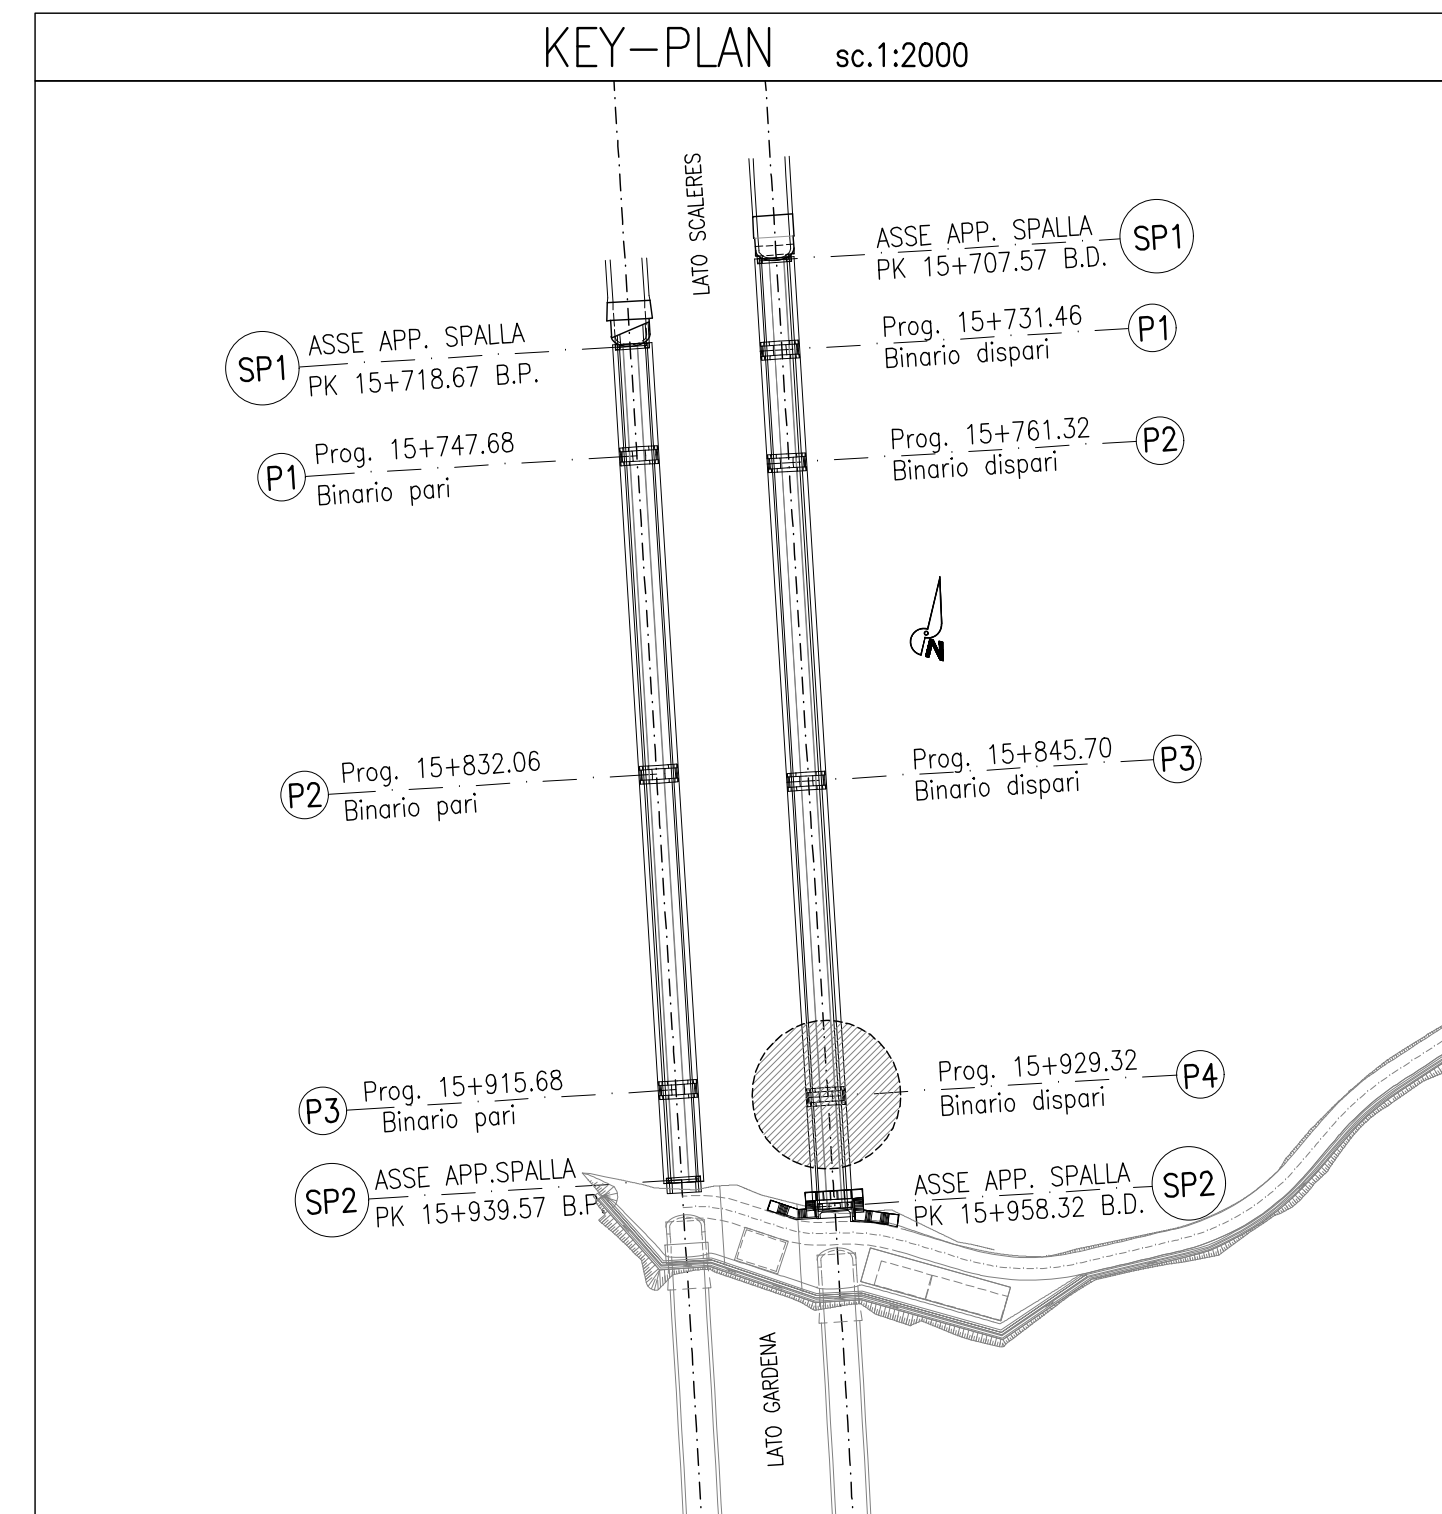 KEY-PLAN sc.1:2000
LATO SCALERES
ASSE APP. SPALLA
PK 15+707.57 B.D.
SP1
Prog. 15+731.46
Binario dispari
P1
SP1
ASSE APP. SPALLA
PK 15+718.67 B.P.
P1
Prog. 15+747.68
Binario pari
Prog. 15+761.32
Binario dispari
P2
N
P2
Prog. 15+832.06
Binario pari
Prog. 15+845.70
Binario dispari
P3
P3
Prog. 15+915.68
Binario pari
Prog. 15+929.32
Binario dispari
P4
SP2
ASSE APP.SPALLA
PK 15+939.57 B.P
ASSE APP. SPALLA
PK 15+958.32 B.D.
SP2
LATO GARDENA